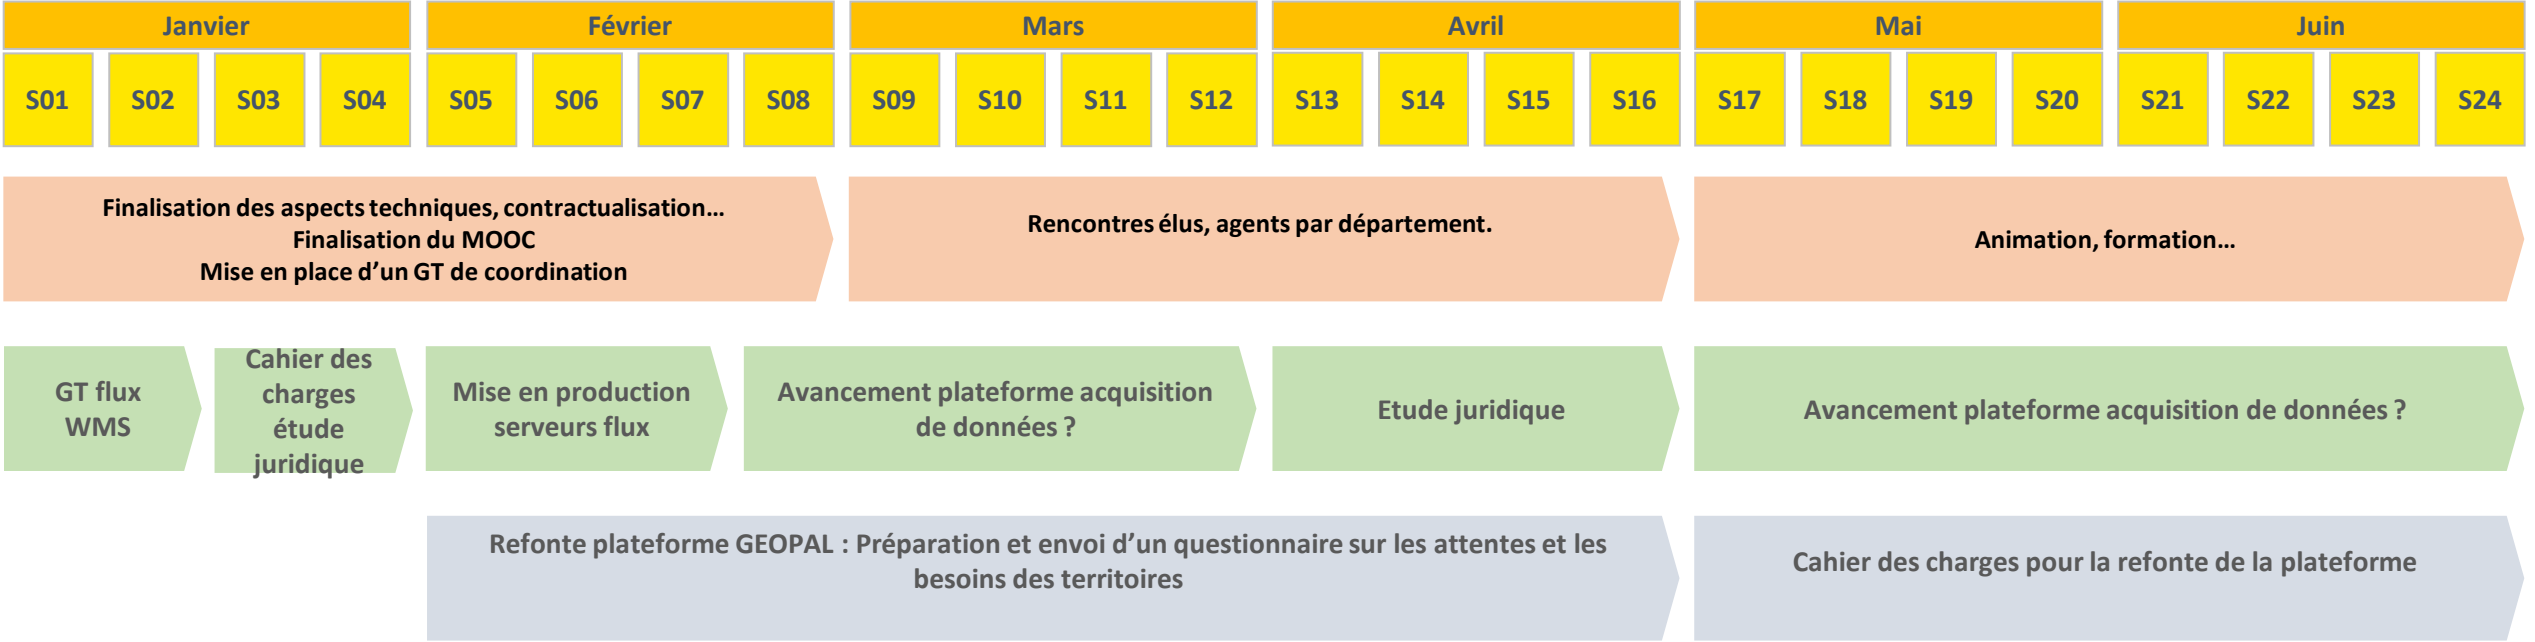 Janvier
Février
Mars
Avril
Mai
Juin
S01
S02
S03
S04
S05
S06
S07
S08
S09
S10
S11
S12
S13
S14
S15
S16
S17
S18
S19
S20
S21
S22
S23
S24
Finalisation des aspects techniques, contractualisation…
Finalisation du MOOC
Mise en place d’un GT de coordination
Rencontres élus, agents par département.
Animation, formation…
GT flux
WMS
Cahier des
charges
étude
juridique
Mise en production
serveurs flux
Avancement plateforme acquisition
de données ?
Etude juridique
Avancement plateforme acquisition de données ?
Refonte plateforme GEOPAL : Préparation et envoi d’un questionnaire sur les attentes et les
besoins des territoires
Cahier des charges pour la refonte de la plateforme